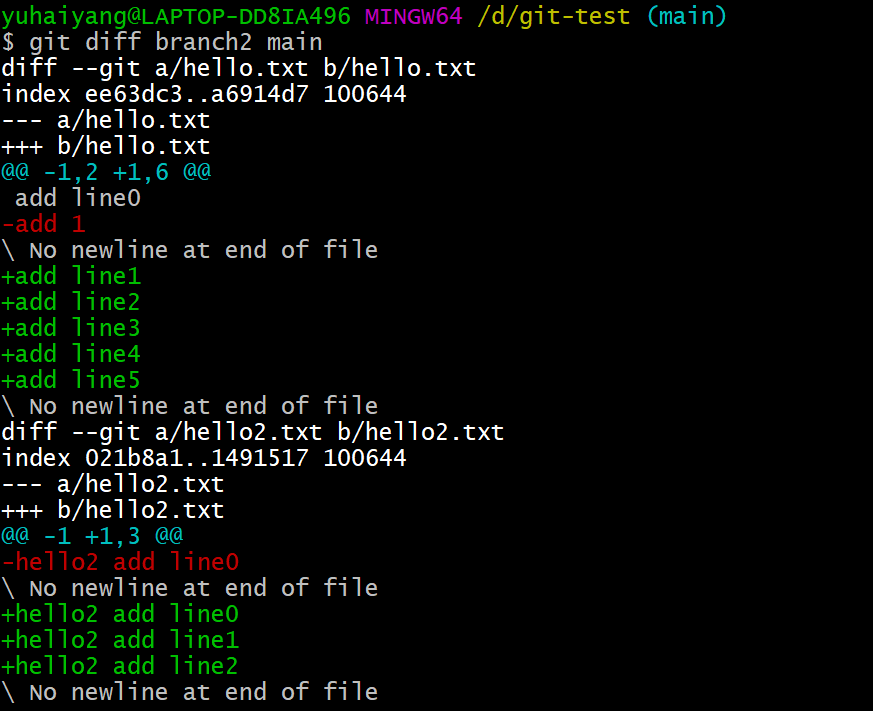 yuhaiyang@LAPTOP-DD8IA496 MINGW64 /d/git-test (main)
$ git diff branch2 main
diff --git a/hello.txt b/hello.txt
index ee63dc3..a6914d7 100644
--- a/hello.txt
+++ b/hello.txt
@@ -1,2 +1,6 @@
 add line0
-add 1
\ No newline at end of file
+add line1
+add line2
+add line3
+add line4
+add line5
\ No newline at end of file
diff --git a/hello2.txt b/hello2.txt
index 021b8a1..1491517 100644
--- a/hello2.txt
+++ b/hello2.txt
@@ -1 +1,3 @@
-hello2 add line0
\ No newline at end of file
+hello2 add line0
+hello2 add line1
+hello2 add line2
\ No newline at end of file